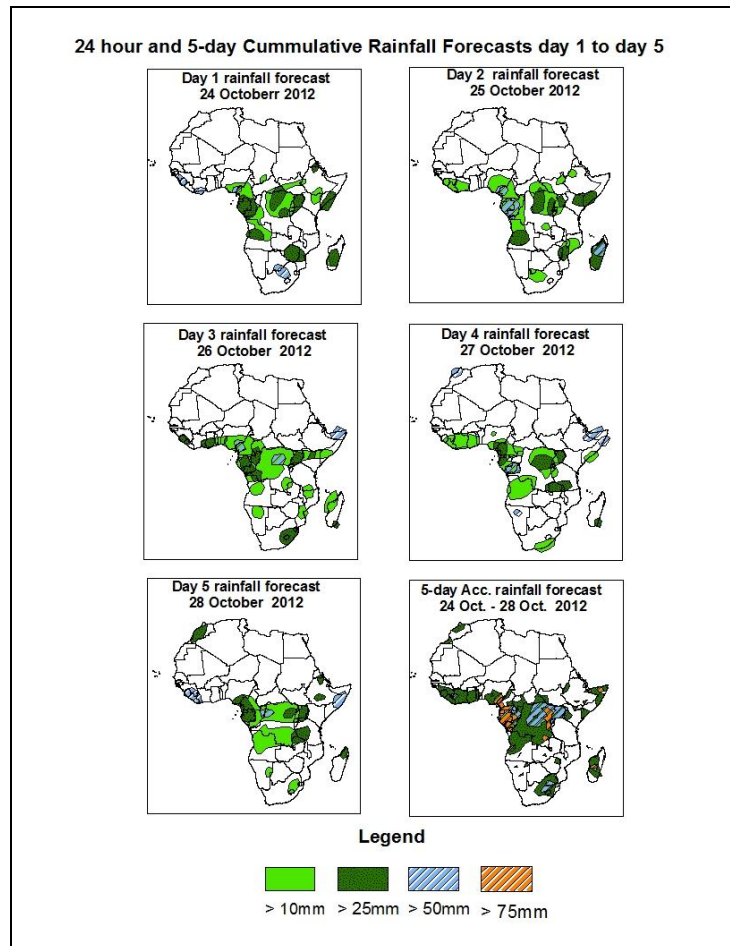 24 hour and 5-day Cummulative Rainfall Forecasts day 1 to day 5
Day 1 rainfall forecast
24 Octoberr 2012
Day 2 rainfall forecast
25 October 2012
Day 3 rainfall forecast
26 October 2012
Day 4 rainfall forecast
27 October 2012
Day 5 rainfall forecast
28 October 2012
5-day Acc. rainfall forecast
24 Oct. - 28 Oct. 2012
Legend
> 10mm > 25mm > 50mm > 75mm